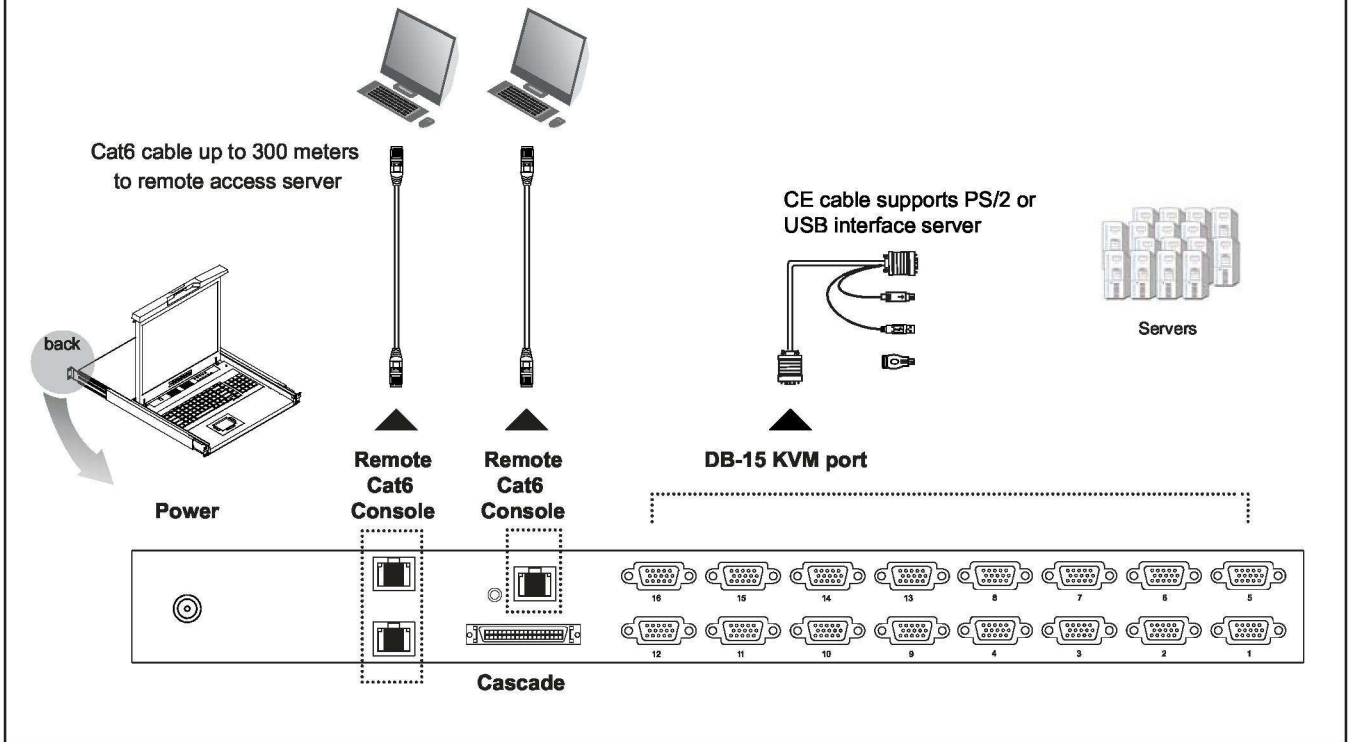 Cat6 cable up to 300 meters
to remote access server
CE cable supports PS/2 or
USB interface server
Servers
back
Remote
Cat6
Console
Remote
Cat6
Console
DB-15 KVM port
Power
16 15 14 13 8 7 6 5
12 11 10 9 4 3 2 1
Cascade